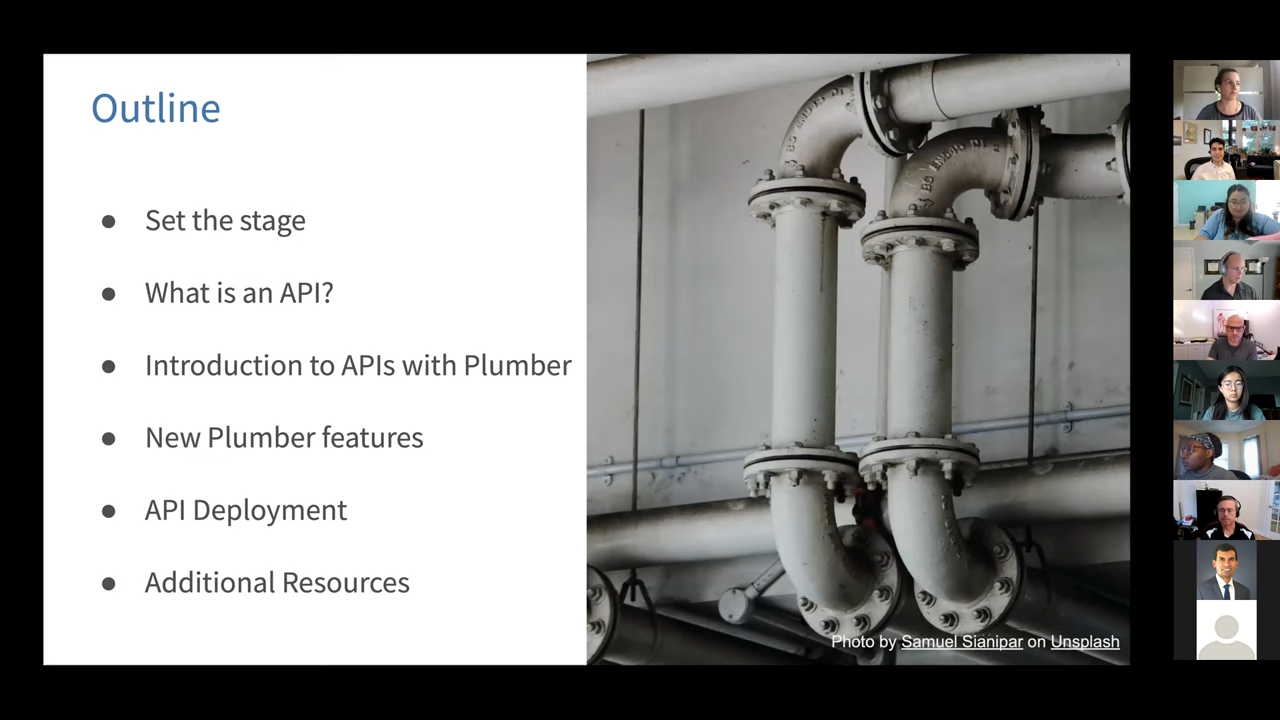 Outline
● Set the stage
● What is an API?
● Introduction to APIs with Plumber
● New Plumber features
● API Deployment
● Additional Resources
Photo by Samuel Sianipar on Unsplash